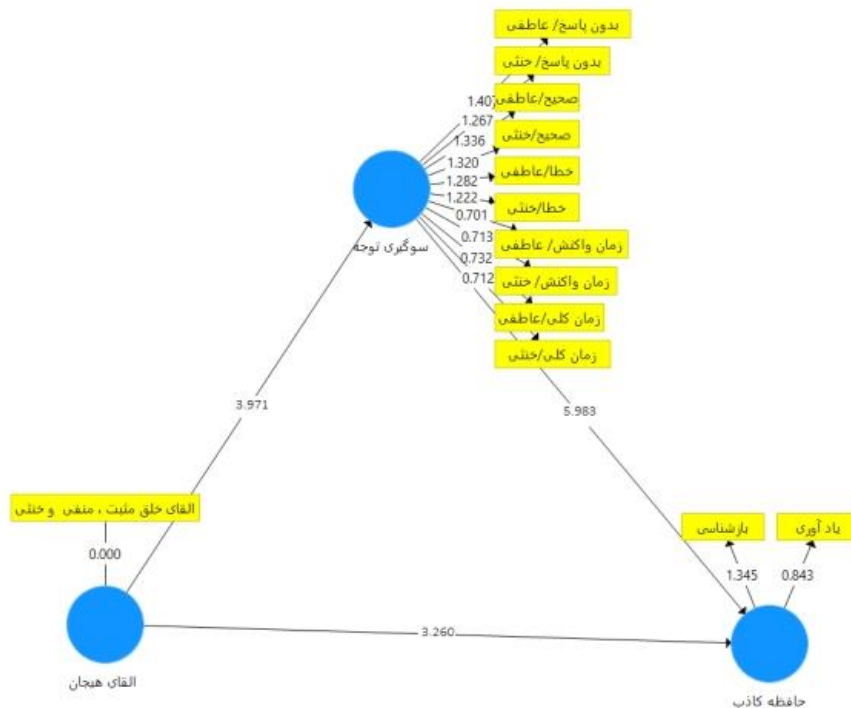 بدون پاسخ/ عاطفی
بدون پاسخ/ خنثی
صحیح/عاطفی
صحیح/خنثی
خطا/عاطفی
خطا/خنثی
زمان واکنش/ عاطفی
زمان واکنش/ خنثی
زمان کلی/عاطفی
زمان کلی/خنثی
1.407
1.267
1.336
1.320
1.282
1.222
0.701
0.713
0.732
0.712
سوگیری توجه
3.971
5.983
القای خلق مثبت ، منفی و خنثی
0.000
بازشناسی
یاد آوری
1.345
0.843
3.260
القای هیجان
حافظه کاذب